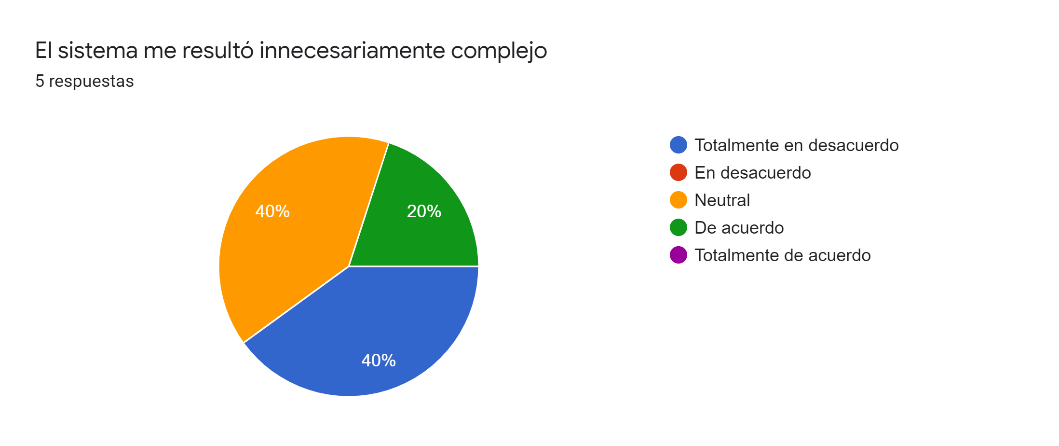 El sistema me resultó innecesariamente complejo
5 respuestas
40%
20%
40%
Totalmente en desacuerdo
En desacuerdo
Neutral
De acuerdo
Totalmente de acuerdo